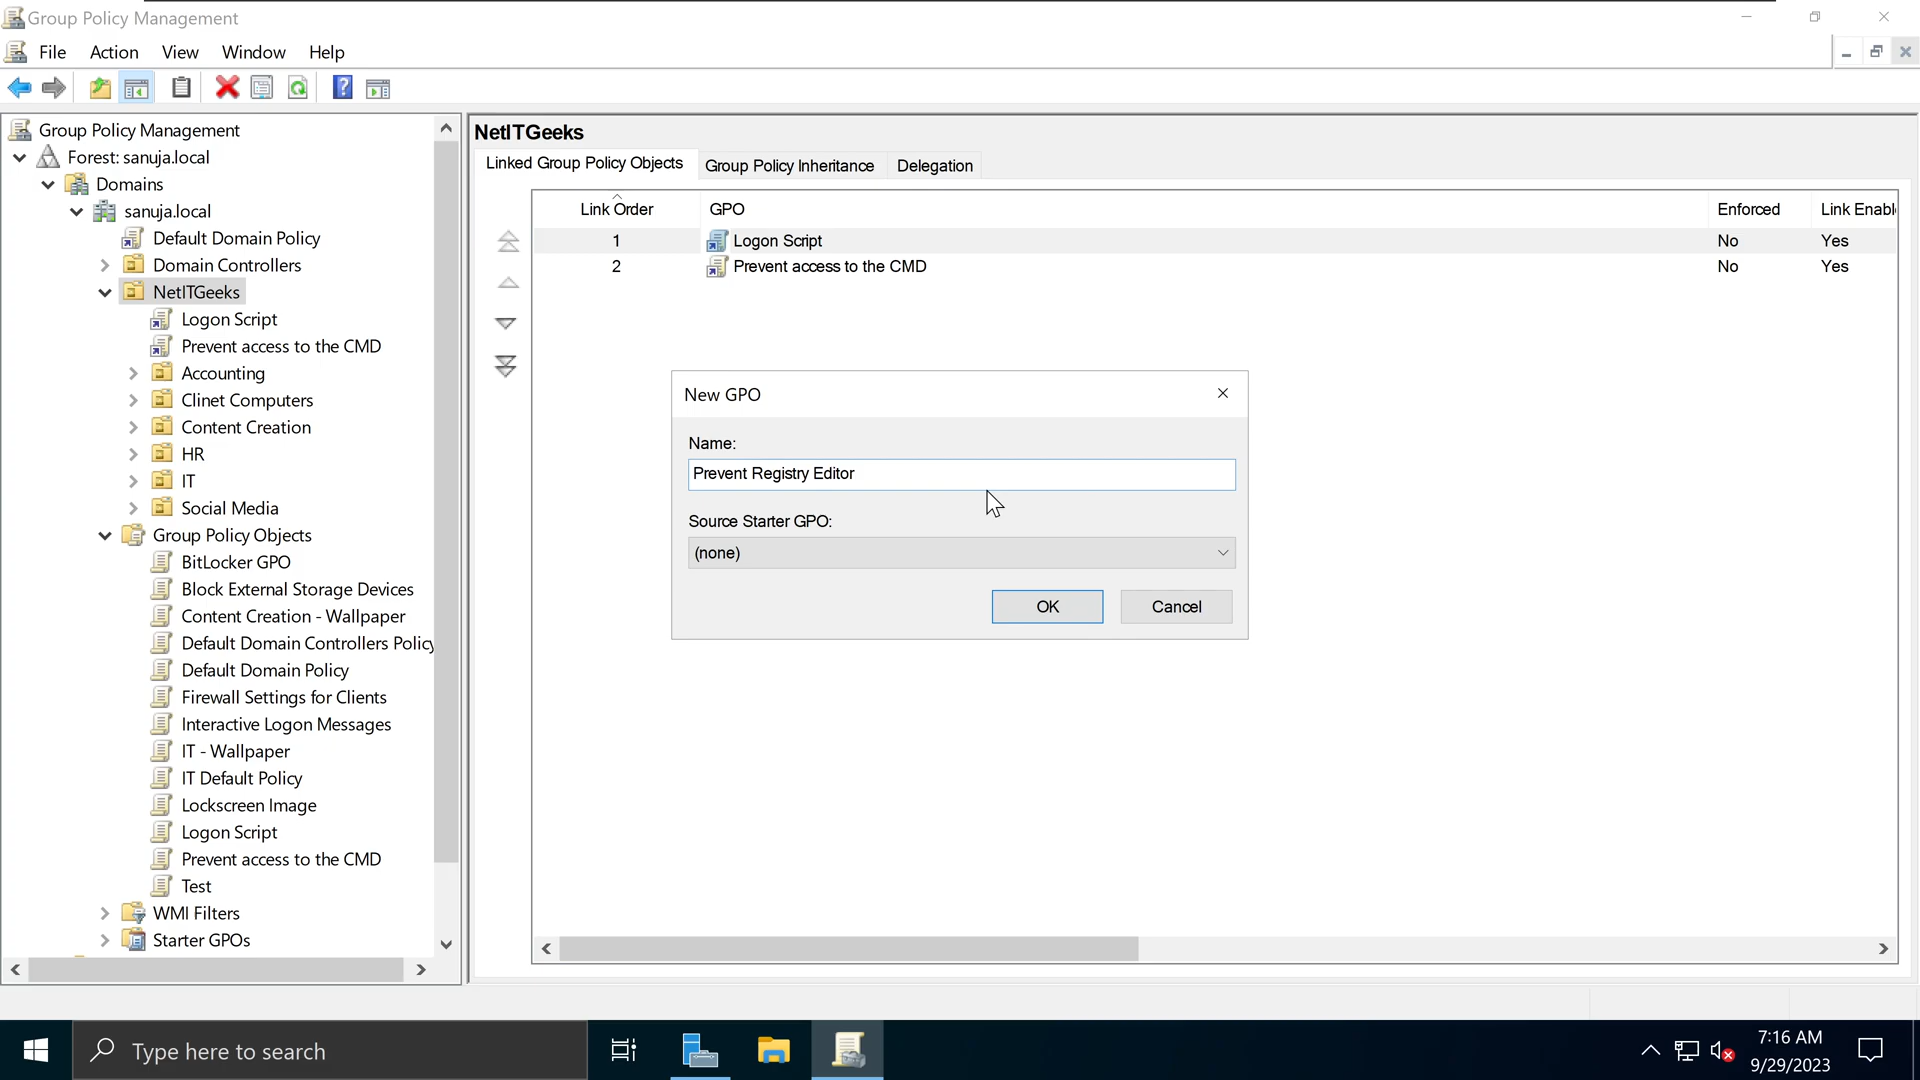 Group Policy Management
File Action View Window Help
Group Policy Management
Forest: sanuja.local
Domains
sanuja.local
Default Domain Policy
Domain Controllers
NetITGeeks
Logon Script
Prevent access to the CMD
Accounting
Clinet Computers
Content Creation
HR
IT
Social Media
Group Policy Objects
BitLocker GPO
Block External Storage Devices
Content Creation - Wallpaper
Default Domain Controllers Policy
Default Domain Policy
Firewall Settings for Clients
Interactive Logon Messages
IT - Wallpaper
IT Default Policy
Lockscreen Image
Logon Script
Prevent access to the CMD
Test
WMI Filters
Starter GPOs
NetITGeeks
Linked Group Policy Objects Group Policy Inheritance Delegation
Link Order GPO Enforced Link Enabl
1 Logon Script No Yes
2 Prevent access to the CMD No Yes
New GPO
Name:
Prevent Registry Editor
Source Starter GPO:
(none)
OK Cancel
Type here to search
7:16 AM
9/29/2023